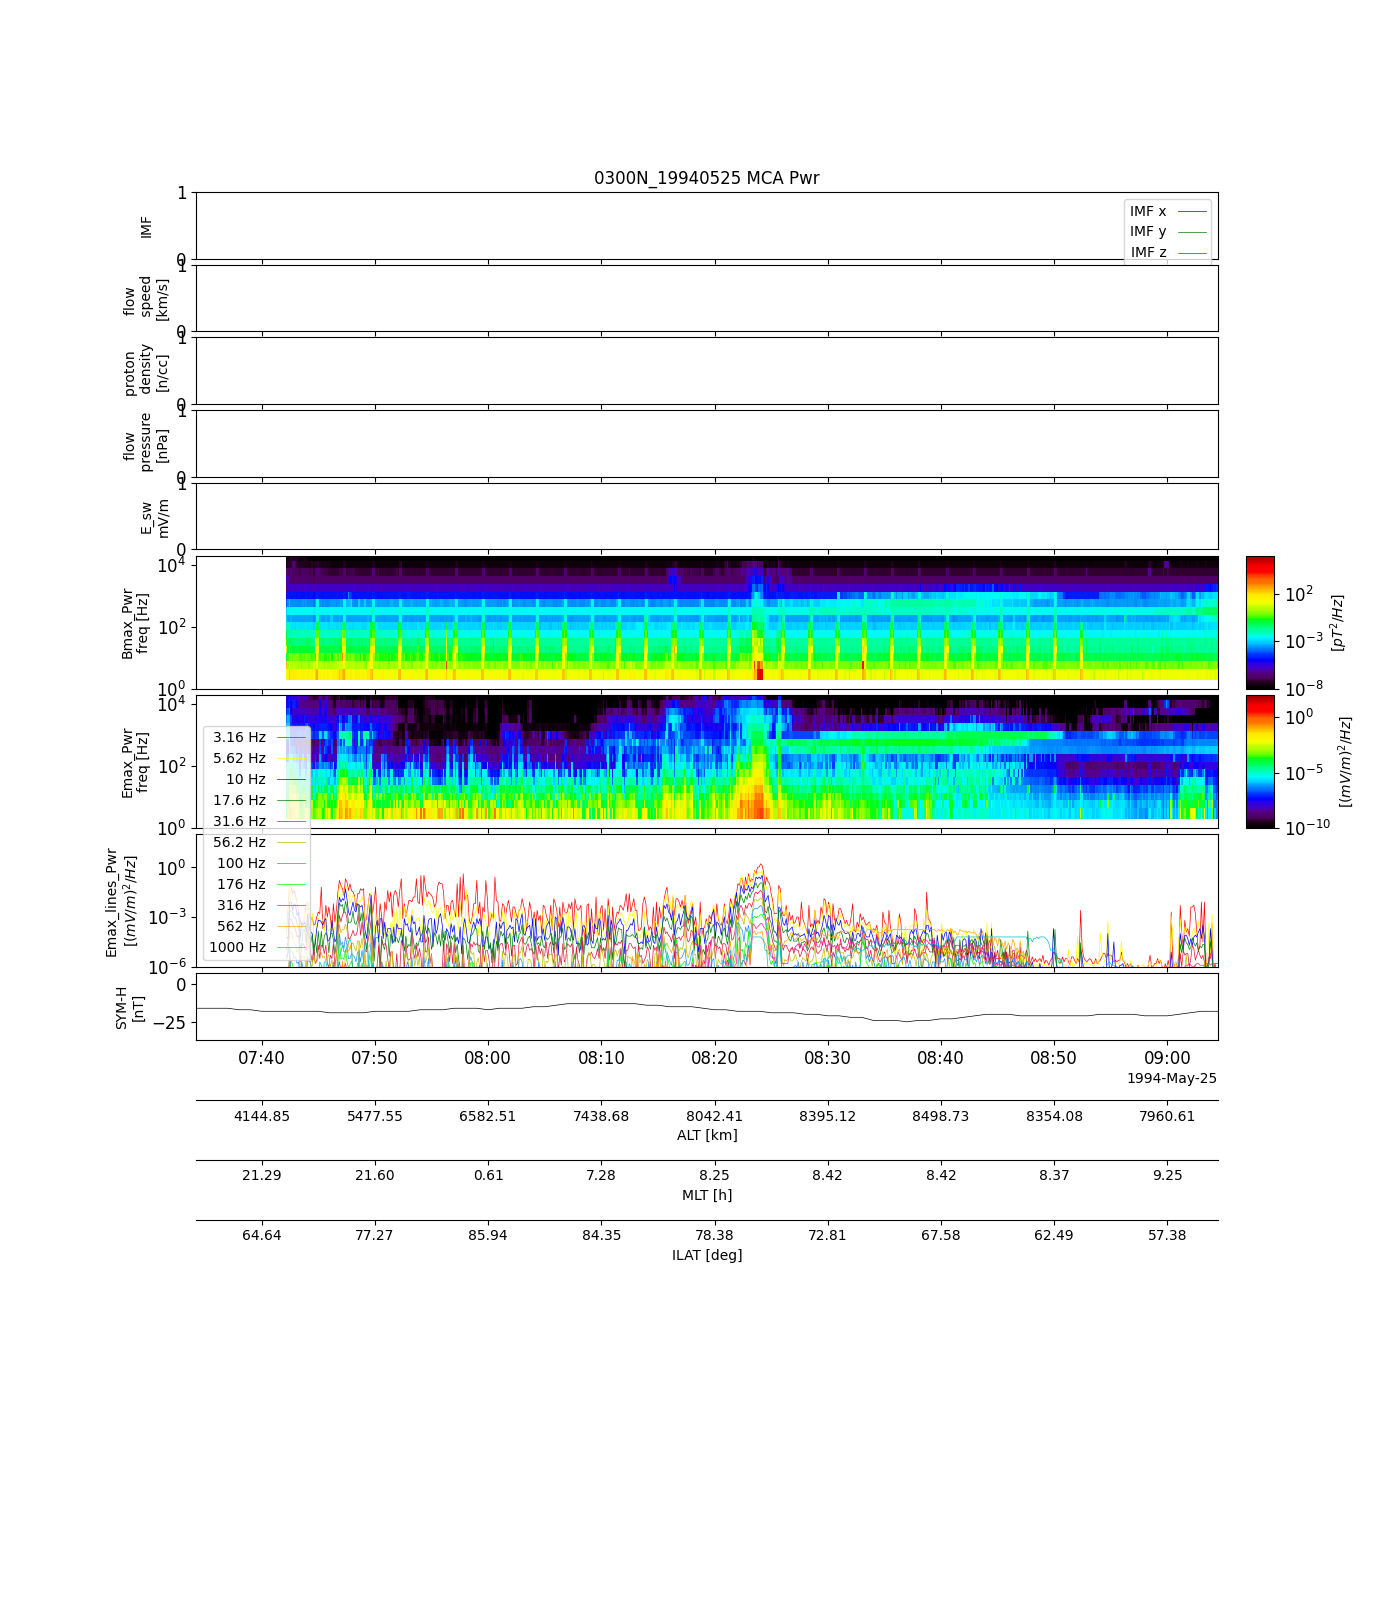 0300N_19940525 MCA Pwr
1
IMF
0
IMF x
IMF y
IMF z
1
flow
speed
[km/s]
0
1
proton
density
[n/cc]
0
1
flow
pressure
[nPa]
0
1
E_sw
mV/m
0
10^4
Bmax_Pwr
freq [Hz]
10^2
10^0
10^2
10^-3
10^-8
[pT^2/Hz]
10^4
Emax_Pwr
freq [Hz]
10^2
10^0
10^0
10^-5
10^-10
[(mV/m)^2/Hz]
3.16 Hz
5.62 Hz
10 Hz
17.6 Hz
31.6 Hz
56.2 Hz
100 Hz
176 Hz
316 Hz
562 Hz
1000 Hz
Emax_lines_Pwr
[(mV/m)^2/Hz]
10^0
10^-3
10^-6
SYM-H
[nT]
0
−25
07:40 07:50 08:00 08:10 08:20 08:30 08:40 08:50 09:00
1994-May-25
4144.85 5477.55 6582.51 7438.68 8042.41 8395.12 8498.73 8354.08 7960.61
ALT [km]
21.29 21.60 0.61 7.28 8.25 8.42 8.42 8.37 9.25
MLT [h]
64.64 77.27 85.94 84.35 78.38 72.81 67.58 62.49 57.38
ILAT [deg]